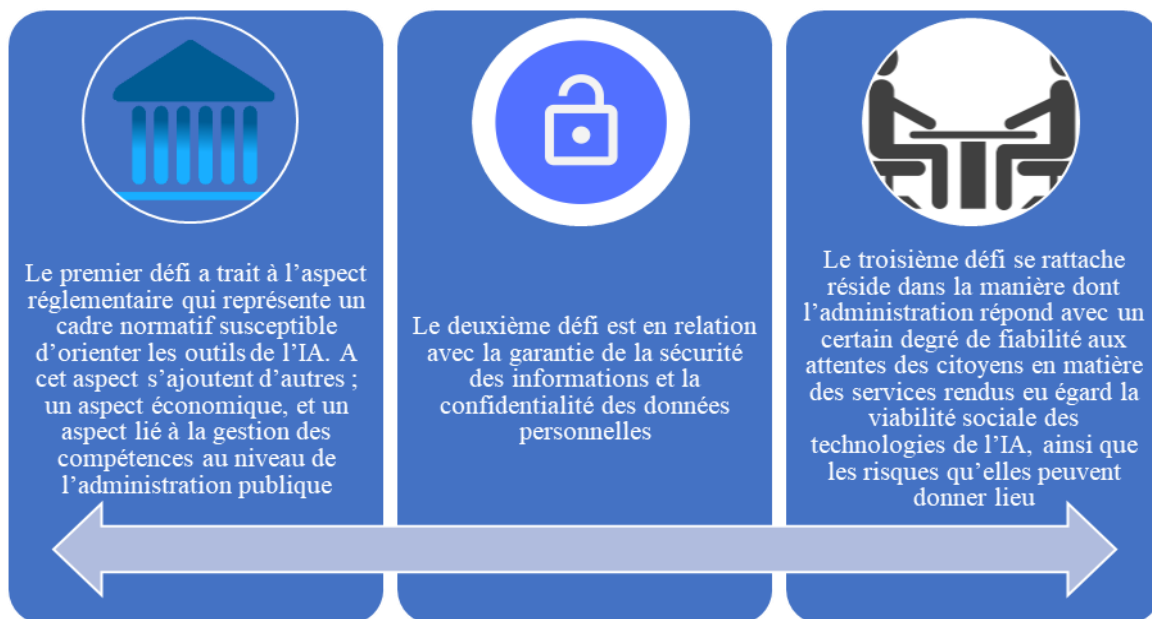 Le premier défi a trait à l’aspect
réglementaire qui représente un
cadre normatif susceptible
d’orienter les outils de l’IA. A
cet aspect s’ajoutent d’autres ;
un aspect économique, et un
aspect lié à la gestion des
compétences au niveau de
l’administration publique
Le deuxième défi est en relation
avec la garantie de la sécurité
des informations et la
confidentialité des données
personnelles
Le troisième défi se rattache
réside dans la manière dont
l’administration répond avec un
certain degré de fiabilité aux
attentes des citoyens en matière
des services rendus eu égard la
viabilité sociale des
technologies de l’IA, ainsi que
les risques qu’elles peuvent
donner lieu